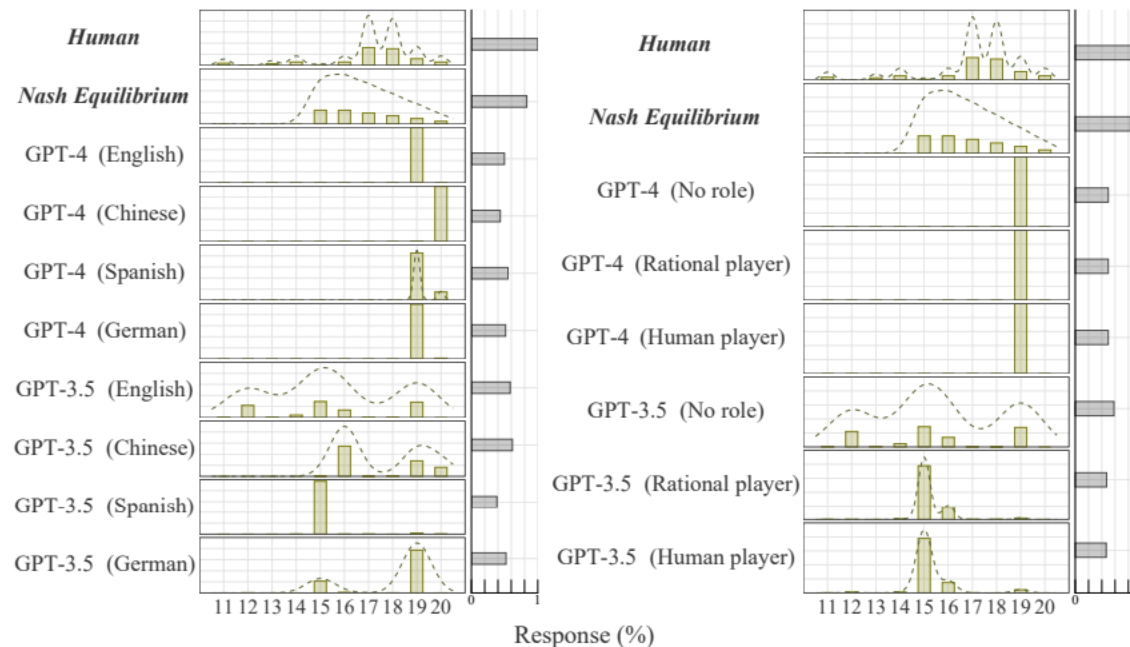 Human
Nash Equilibrium
GPT-4 (English)
GPT-4 (Chinese)
GPT-4 (Spanish)
GPT-4 (German)
GPT-3.5 (English)
GPT-3.5 (Chinese)
GPT-3.5 (Spanish)
GPT-3.5 (German)
11 12 13 14 15 16 17 18 19 20
0 1
Human
Nash Equilibrium
GPT-4 (No role)
GPT-4 (Rational player)
GPT-4 (Human player)
GPT-3.5 (No role)
GPT-3.5 (Rational player)
GPT-3.5 (Human player)
11 12 13 14 15 16 17 18 19 20
0
Response (%)